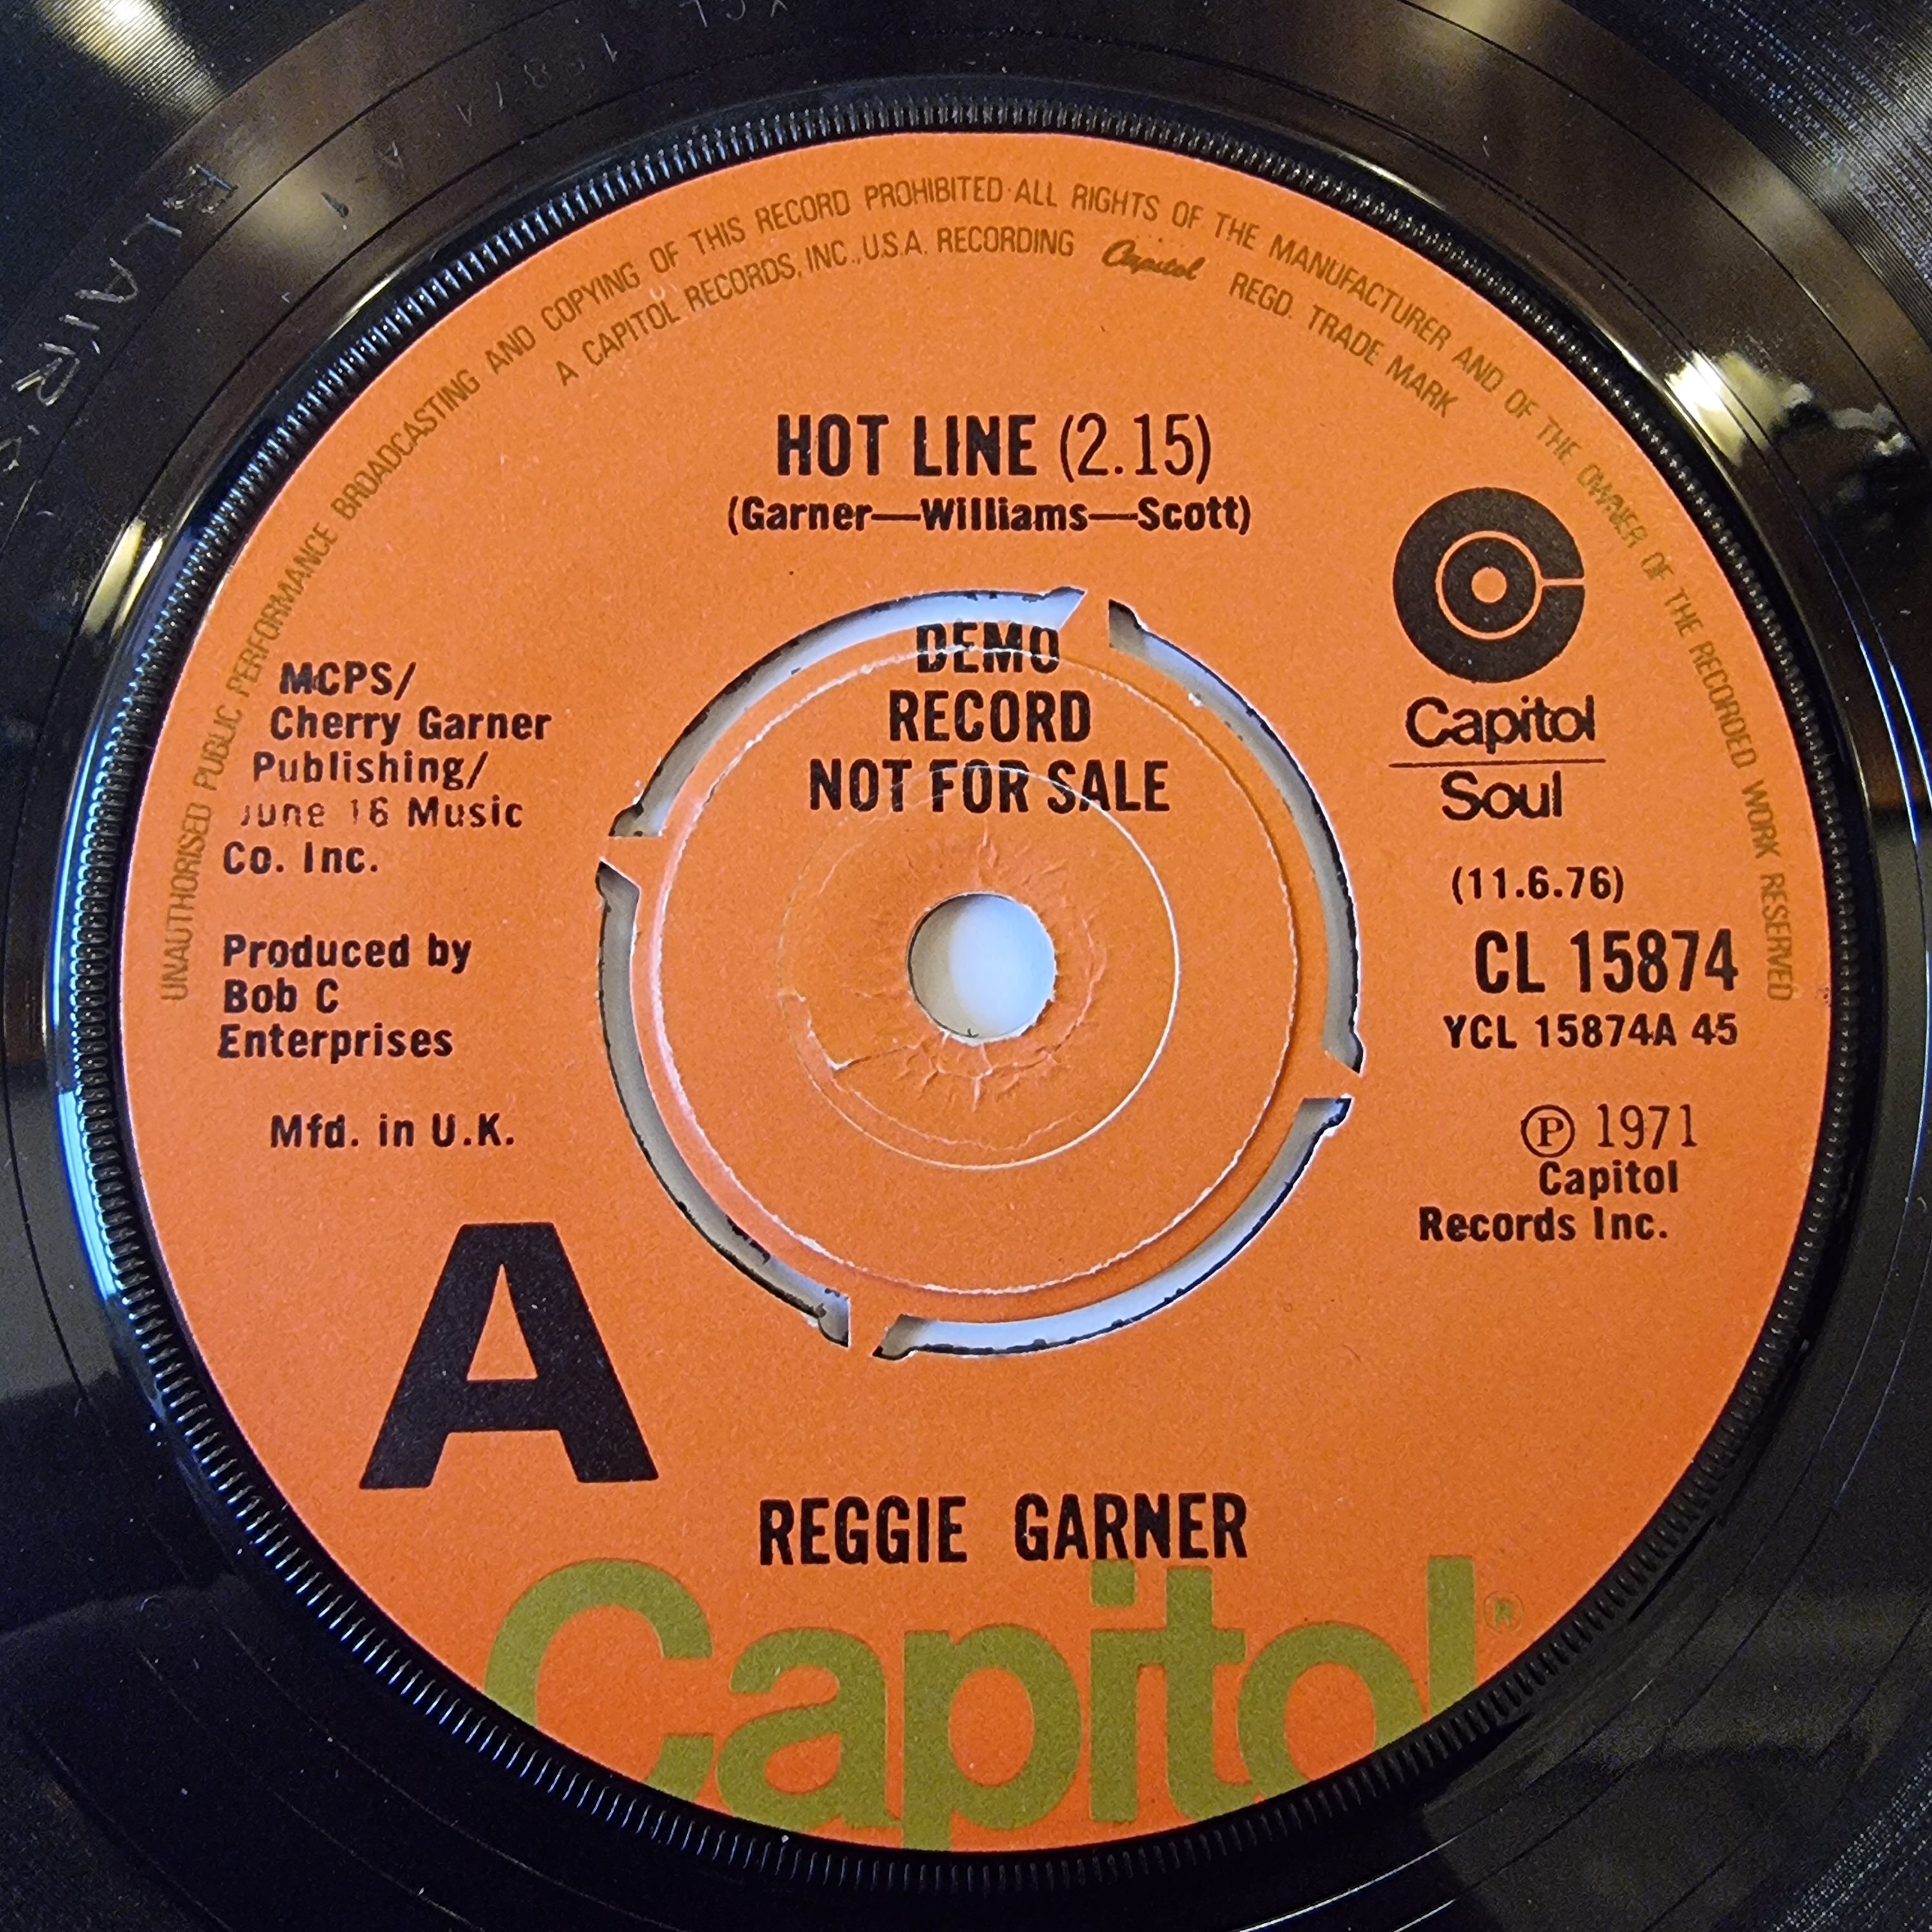 UNAUTHORISED PUBLIC PERFORMANCE BROADCASTING AND COPYING OF THIS RECORD PROHIBITED·ALL RIGHTS OF THE MANUFACTURER AND OF THE OWNER OF THE RECORDED WORK RESERVED
A CAPITOL RECORDS, INC., U.S.A. RECORDING Capitol REGD. TRADE MARK
HOT LINE (2.15)
(Garner—Williams—Scott)
DEMO
RECORD
NOT FOR SALE
MCPS/
Cherry Garner
Publishing/
June 16 Music
Co. Inc.
Produced by
Bob C
Enterprises
Mfd. in U.K.
A
Capitol
Soul
(11.6.76)
CL 15874
YCL 15874A 45
Ⓟ 1971
Capitol
Records Inc.
REGGIE GARNER
Capitol®
BLAIR'S
YCL